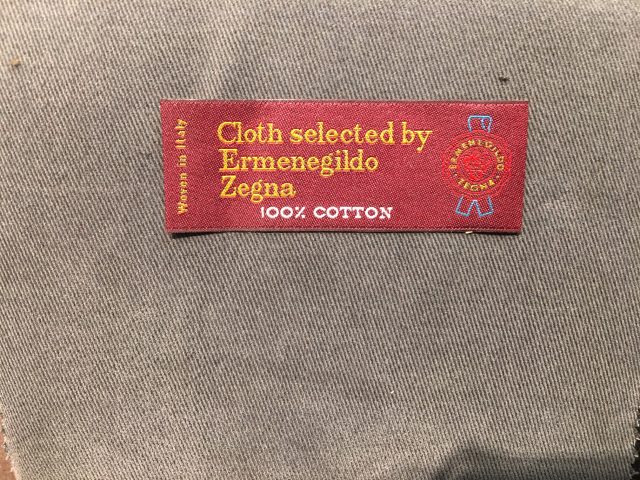 Woven in Italy
Cloth selected by
Ermenegildo
Zegna
100% COTTON
ERMENEGILDO
ZEGNA